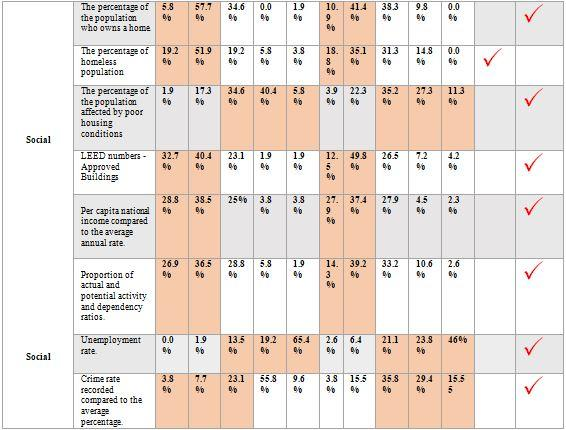 The percentage of the population who owns a home. 5.8 % 57.7 % 34.6 % 0.0 % 1.9 % 10.9 % 41.4 % 38.3 % 9.8 % 0.0 % ✓
The percentage of homeless population 19.2 % 51.9 % 19.2 % 5.8 % 3.8 % 18.8 % 35.1 % 31.3 % 14.8 % 0.0 % ✓
The percentage of the population affected by poor housing conditions 1.9 % 17.3 % 34.6 % 40.4 % 5.8 % 3.9 % 22.3 % 35.2 % 27.3 % 11.3 % ✓
Social
LEED numbers - Approved Buildings 32.7 % 40.4 % 23.1 % 1.9 % 1.9 % 12.5 % 49.8 % 26.5 % 7.2 % 4.2 % ✓
Per capita national income compared to the average annual rate. 28.8 % 38.5 % 25% 3.8 % 3.8 % 27.9 % 37.4 % 27.9 % 4.5 % 2.3 % ✓
Proportion of actual and potential activity and dependency ratios. 26.9 % 36.5 % 28.8 % 5.8 % 1.9 % 14.3 % 39.2 % 33.2 % 10.6 % 2.6 % ✓
Social
Unemployment rate. 0.0 % 1.9 % 13.5 % 19.2 % 65.4 % 2.6 % 6.4 % 21.1 % 23.8 % 46% ✓
Crime rate recorded compared to the average percentage. 3.8 % 7.7 % 23.1 % 55.8 % 9.6 % 3.8 % 15.5 % 35.8 % 29.4 % 15.5 5 ✓